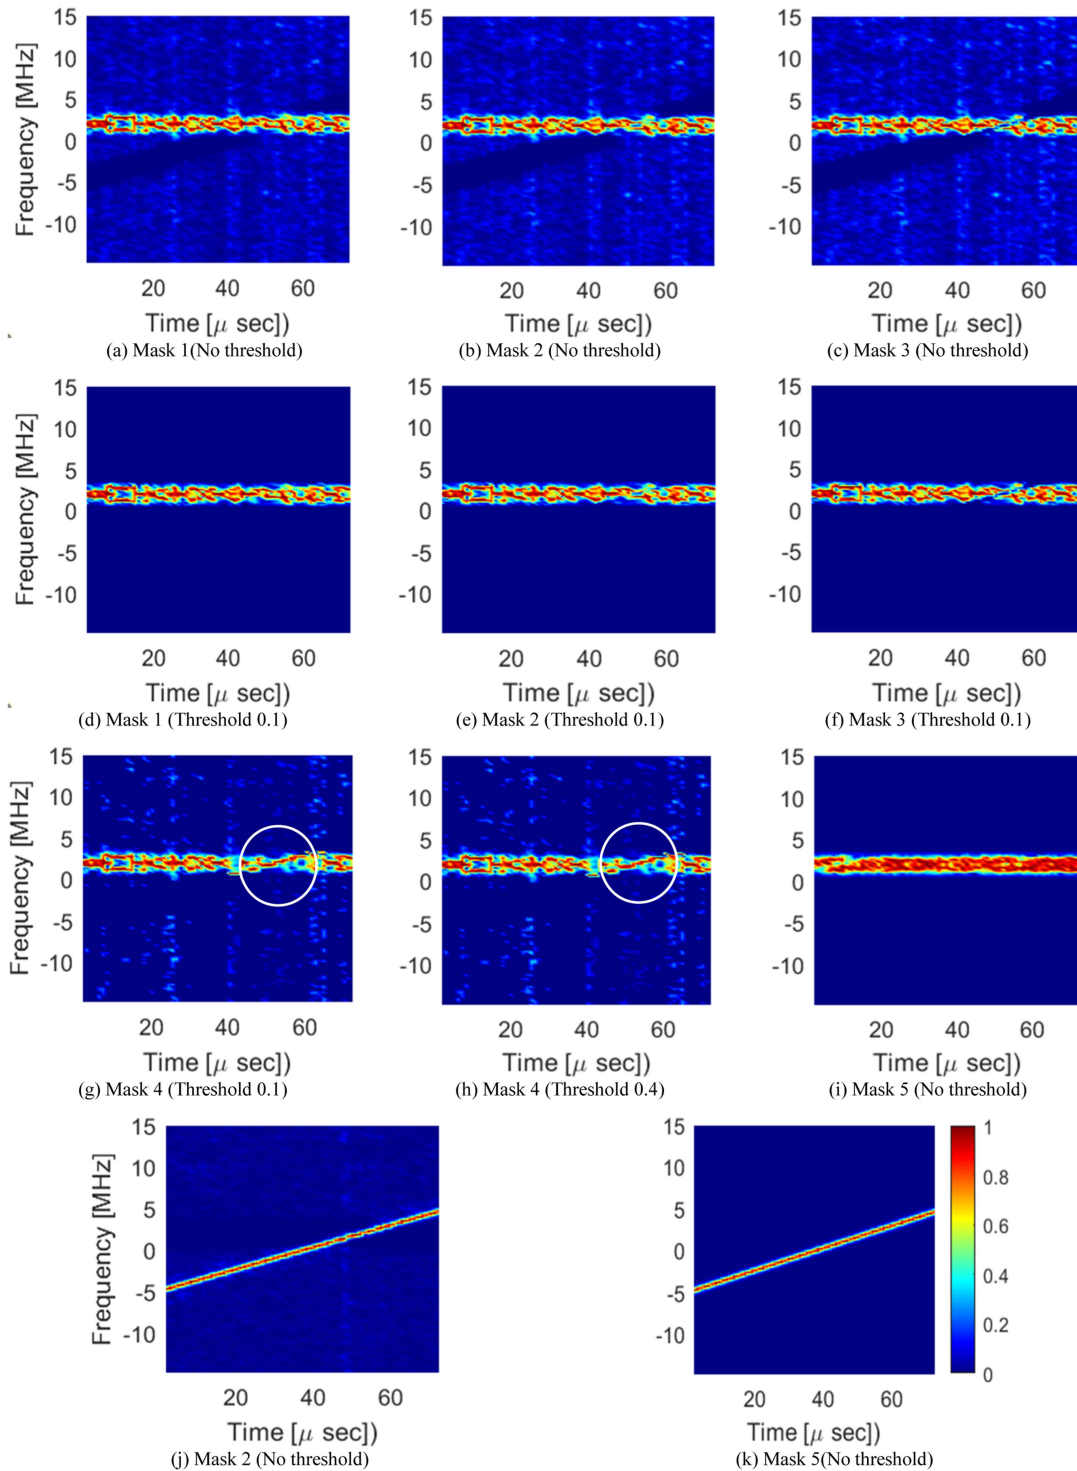 15 15 15
10 10 10
5 5 5
0 0 0
-5 -5 -5
-10 -10 -10
Frequency [MHz]
20 40 60 20 40 60 20 40 60
Time [μ sec]) Time [μ sec]) Time [μ sec])
(a) Mask 1(No threshold) (b) Mask 2 (No threshold) (c) Mask 3 (No threshold)
15 15 15
10 10 10
5 5 5
0 0 0
-5 -5 -5
-10 -10 -10
Frequency [MHz]
20 40 60 20 40 60 20 40 60
Time [μ sec]) Time [μ sec]) Time [μ sec])
(d) Mask 1 (Threshold 0.1) (e) Mask 2 (Threshold 0.1) (f) Mask 3 (Threshold 0.1)
15 15 15
10 10 10
5 5 5
0 0 0
-5 -5 -5
-10 -10 -10
Frequency [MHz]
20 40 60 20 40 60 20 40 60
Time [μ sec]) Time [μ sec]) Time [μ sec])
(g) Mask 4 (Threshold 0.1) (h) Mask 4 (Threshold 0.4) (i) Mask 5 (No threshold)
15 15 1
10 10 0.8
5 5 0.6
0 0 0.4
-5 -5 0.2
-10 -10 0
Frequency [MHz]
20 40 60 20 40 60
Time [μ sec]) Time [μ sec])
(j) Mask 2 (No threshold) (k) Mask 5(No threshold)